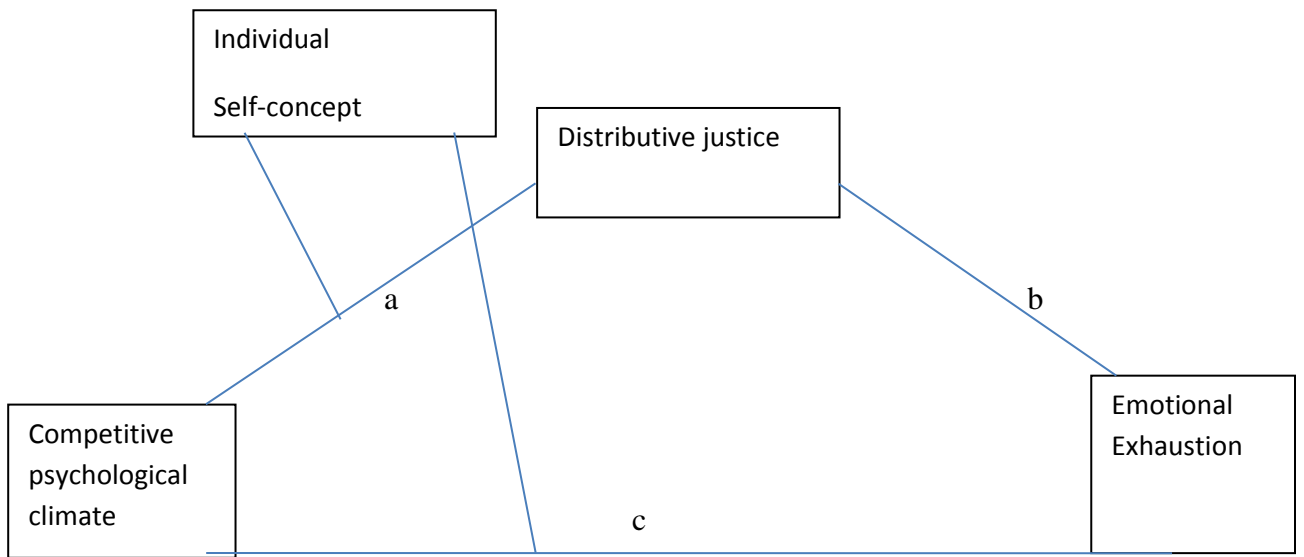 Individual
Self-concept
Distributive justice
a
b
Competitive
psychological
climate
Emotional
Exhaustion
c